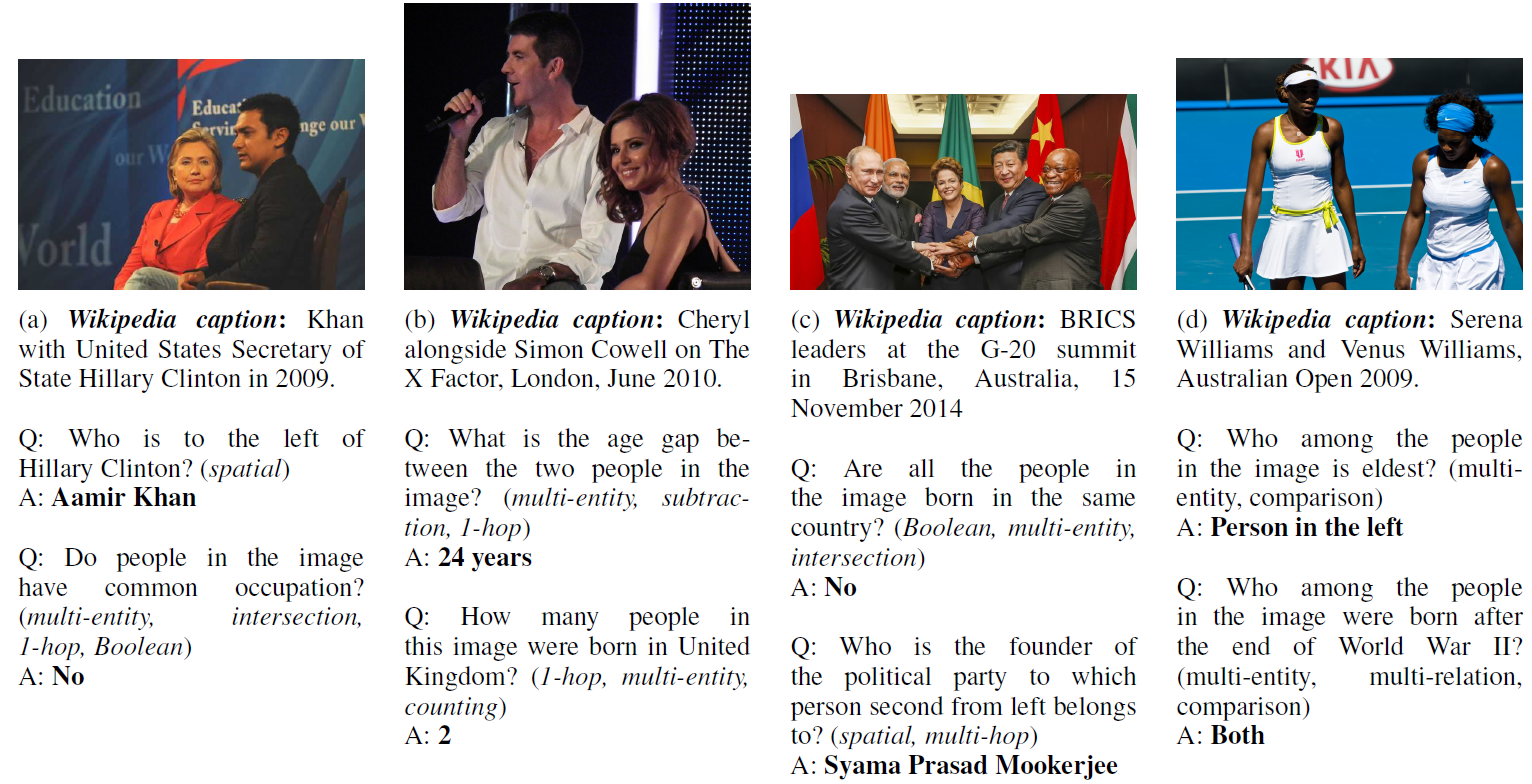 Education
Educat
Servin
nge our W
our W
World
KIA
(a) Wikipedia caption: Khan
with United States Secretary of
State Hillary Clinton in 2009.
Q: Who is to the left of
Hillary Clinton? (spatial)
A: Aamir Khan
Q: Do people in the image
have common occupation?
(multi-entity, intersection,
1-hop, Boolean)
A: No
(b) Wikipedia caption: Cheryl
alongside Simon Cowell on The
X Factor, London, June 2010.
Q: What is the age gap be-
tween the two people in the
image? (multi-entity, subtrac-
tion, 1-hop)
A: 24 years
Q: How many people in
this image were born in United
Kingdom? (1-hop, multi-entity,
counting)
A: 2
(c) Wikipedia caption: BRICS
leaders at the G-20 summit
in Brisbane, Australia, 15
November 2014
Q: Are all the people in
the image born in the same
country? (Boolean, multi-entity,
intersection)
A: No
Q: Who is the founder of
the political party to which
person second from left belongs
to? (spatial, multi-hop)
A: Syama Prasad Mookerjee
(d) Wikipedia caption: Serena
Williams and Venus Williams,
Australian Open 2009.
Q: Who among the people
in the image is eldest? (multi-
entity, comparison)
A: Person in the left
Q: Who among the people
in the image were born after
the end of World War II?
(multi-entity, multi-relation,
comparison)
A: Both